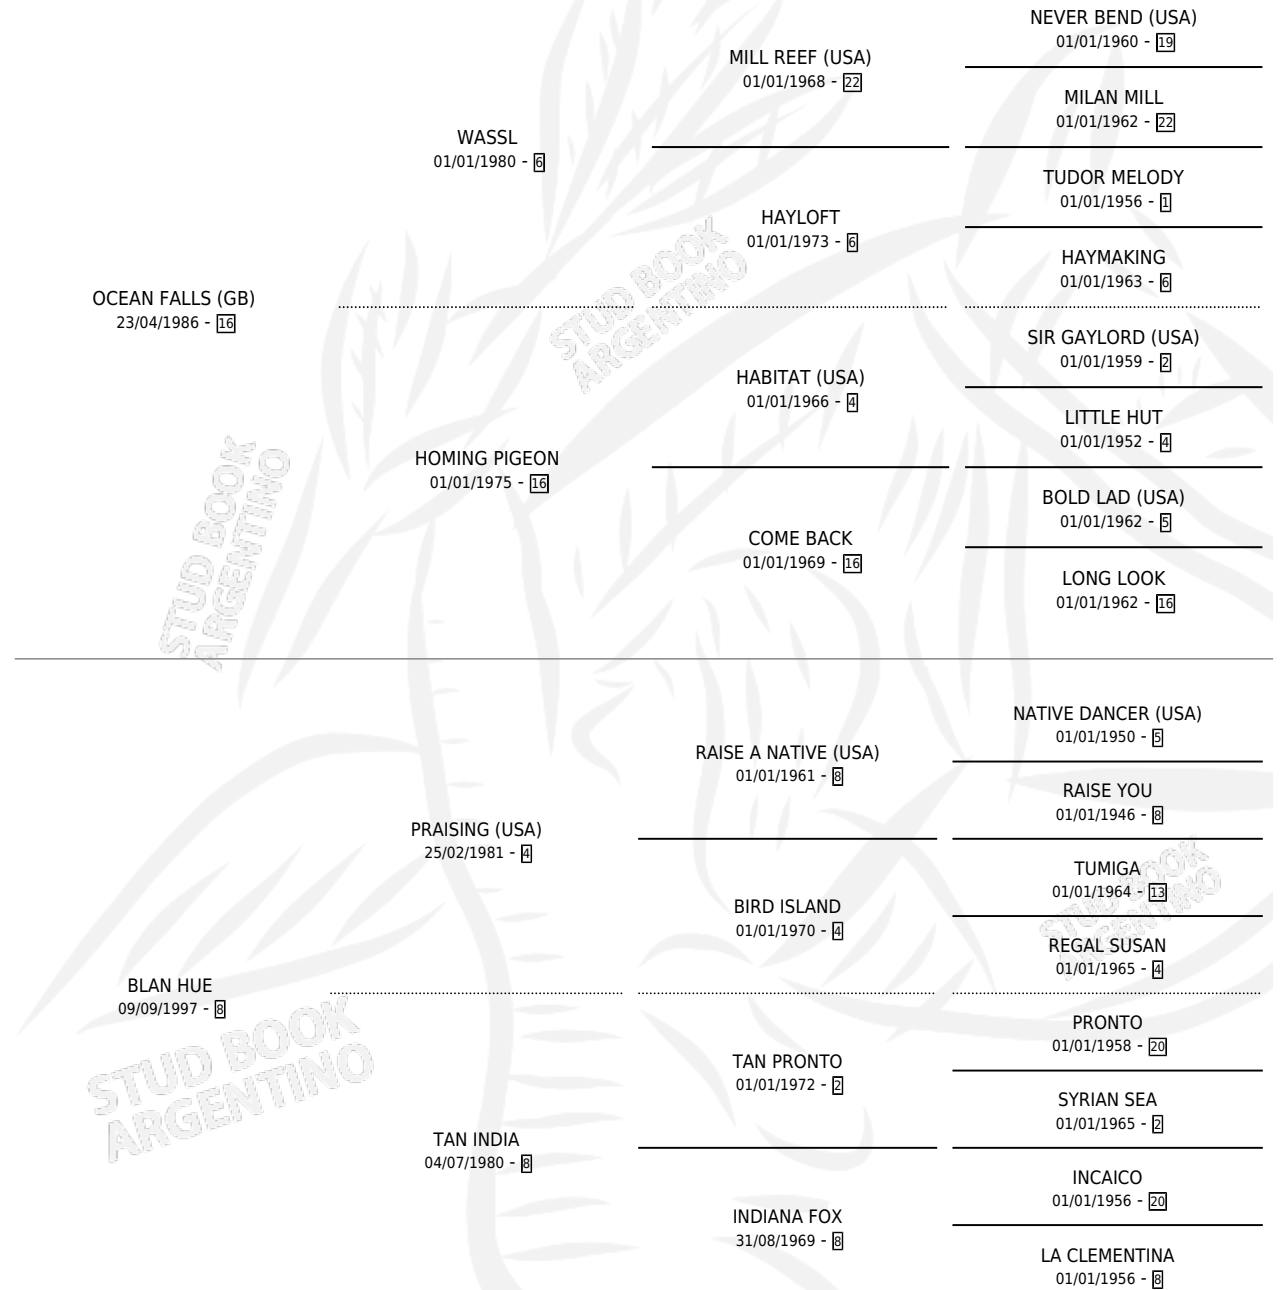 NEVER BEND (USA)
01/01/1960 - 19
MILL REEF (USA)
01/01/1968 - 22
MILAN MILL
01/01/1962 - 22
WASSL
01/01/1980 - 6
TUDOR MELODY
01/01/1956 - 1
HAYLOFT
01/01/1973 - 6
HAYMAKING
01/01/1963 - 6
OCEAN FALLS (GB)
23/04/1986 - 16
STUD BOOK
ARGENTINO
SIR GAYLORD (USA)
01/01/1959 - 2
HABITAT (USA)
01/01/1966 - 4
LITTLE HUT
01/01/1952 - 4
HOMING PIGEON
01/01/1975 - 16
BOLD LAD (USA)
01/01/1962 - 5
COME BACK
01/01/1969 - 16
LONG LOOK
01/01/1962 - 16
STUD BOOK
ARGENTINO
NATIVE DANCER (USA)
01/01/1950 - 5
RAISE A NATIVE (USA)
01/01/1961 - 8
RAISE YOU
01/01/1946 - 8
PRAISING (USA)
25/02/1981 - 4
TUMIGA
01/01/1964 - 13
STUD BOOK
ARGENTINO
BIRD ISLAND
01/01/1970 - 4
REGAL SUSAN
01/01/1965 - 4
BLAN HUE
09/09/1997 - 8
STUD BOOK
ARGENTINO
PRONTO
01/01/1958 - 20
TAN PRONTO
01/01/1972 - 2
SYRIAN SEA
01/01/1965 - 2
TAN INDIA
04/07/1980 - 8
INCAICO
01/01/1956 - 20
INDIANA FOX
31/08/1969 - 8
LA CLEMENTINA
01/01/1956 - 8